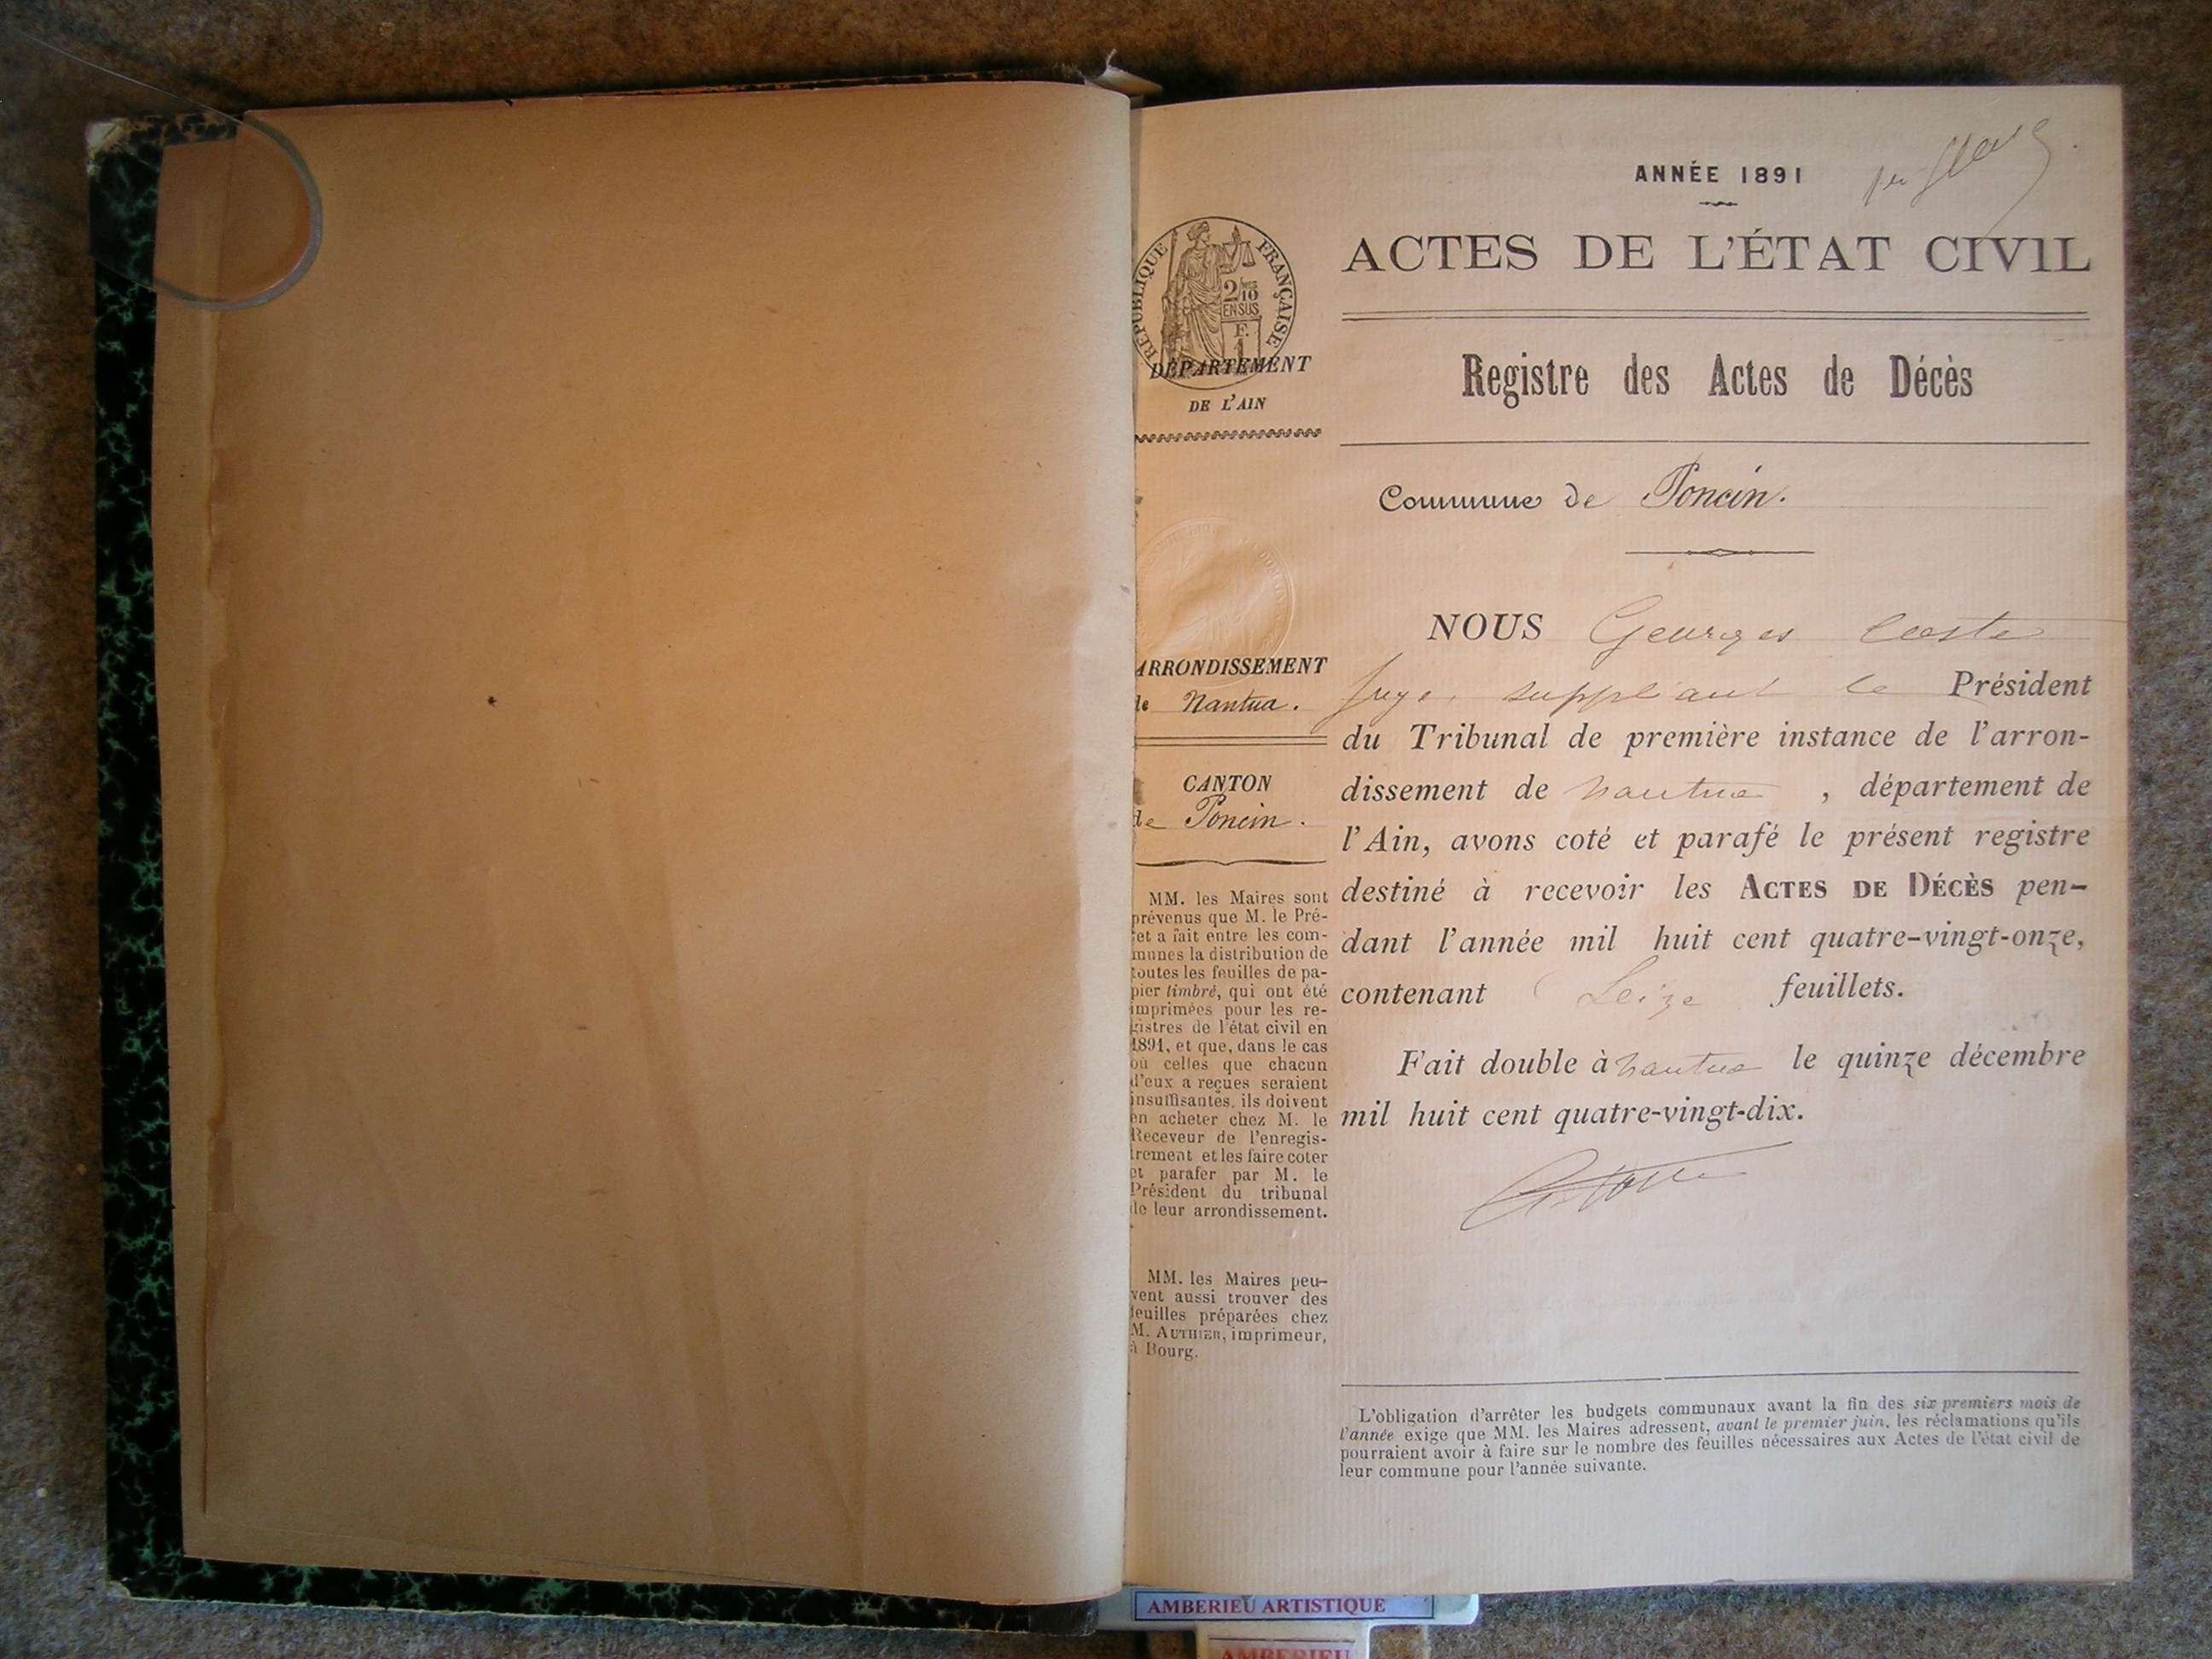 ANNÉE 1891
ACTES DE L'ÉTAT CIVIL
Registre des Actes de Décès
Commune de Poncin.
NOUS Georges Coste
Juge, suppléant le Président
du Tribunal de première instance de l'arron-
dissement de Nantua, département de
l'Ain, avons coté et parafé le présent registre
destiné à recevoir les ACTES DE DÉCÈS pen-
dant l'année mil huit cent quatre-vingt-onze,
contenant Seize feuillets.
Fait double à Nantua le quinze décembre
mil huit cent quatre-vingt-dix.
L'obligation d'arrêter les budgets communaux avant la fin des six premiers mois de
l'année exige que MM. les Maires adressent, avant le premier juin, les réclamations qu'ils
pourraient avoir à faire sur le nombre des feuilles nécessaires aux Actes de l'état civil de
leur commune pour l'année suivante.
RÉPUBLIQUE FRANÇAISE
2/10
EN SUS
F.
1
DÉPARTEMENT
DE L'AIN
ARRONDISSEMENT
de Nantua.
CANTON
de Poncin.
MM. les Maires sont
prévenus que M. le Pré-
fet a fait entre les com-
munes la distribution de
toutes les feuilles de pa-
pier timbré, qui ont été
imprimées pour les re-
gistres de l'état civil en
1891, et que, dans le cas
où celles que chacun
d'eux a reçues seraient
insuffisantes, ils doivent
en acheter chez M. le
Receveur de l'enregis-
trement et les faire coter
et parafer par M. le
Président du tribunal
de leur arrondissement.
MM. les Maires peu-
vent aussi trouver des
feuilles préparées chez
M. AUTHIER, imprimeur,
à Bourg.
AMBERIEU ARTISTIQUE
AMBERIEU